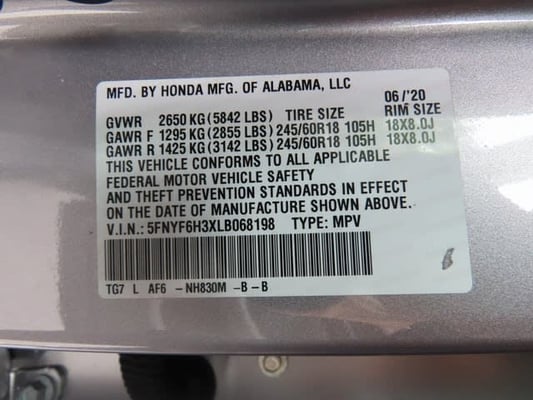 MFD. BY HONDA MFG. OF ALABAMA, LLC
06/'20
GVWR 2650 KG (5842 LBS) TIRE SIZE RIM SIZE
GAWR F 1295 KG (2855 LBS) 245/60R18 105H 18X8.0J
GAWR R 1425 KG (3142 LBS) 245/60R18 105H 18X8.0J
THIS VEHICLE CONFORMS TO ALL APPLICABLE
FEDERAL MOTOR VEHICLE SAFETY
AND THEFT PREVENTION STANDARDS IN EFFECT
ON THE DATE OF MANUFACTURE SHOWN ABOVE.
V.I.N.: 5FNYF6H3XLB068198 TYPE: MPV
TG7 L AF6 -NH830M -B-B